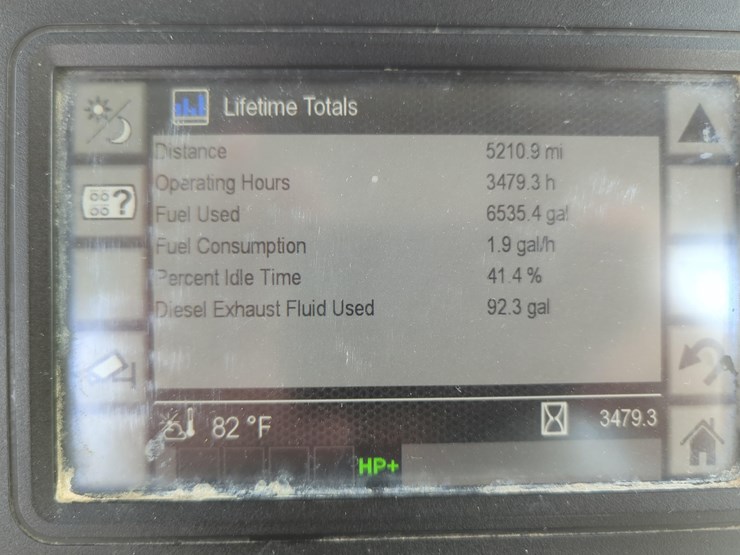 Lifetime Totals
Distance 5210.9 mi
Operating Hours 3479.3 h
Fuel Used 6535.4 gal
Fuel Consumption 1.9 gal/h
Percent Idle Time 41.4 %
Diesel Exhaust Fluid Used 92.3 gal
?
82 °F 3479.3
HP+